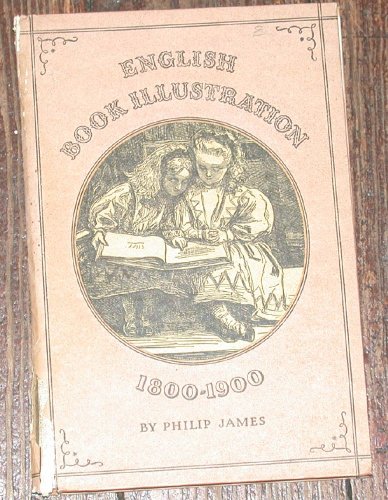 ENGLISH
BOOK ILLUSTRATION
1800-1900
BY PHILIP JAMES